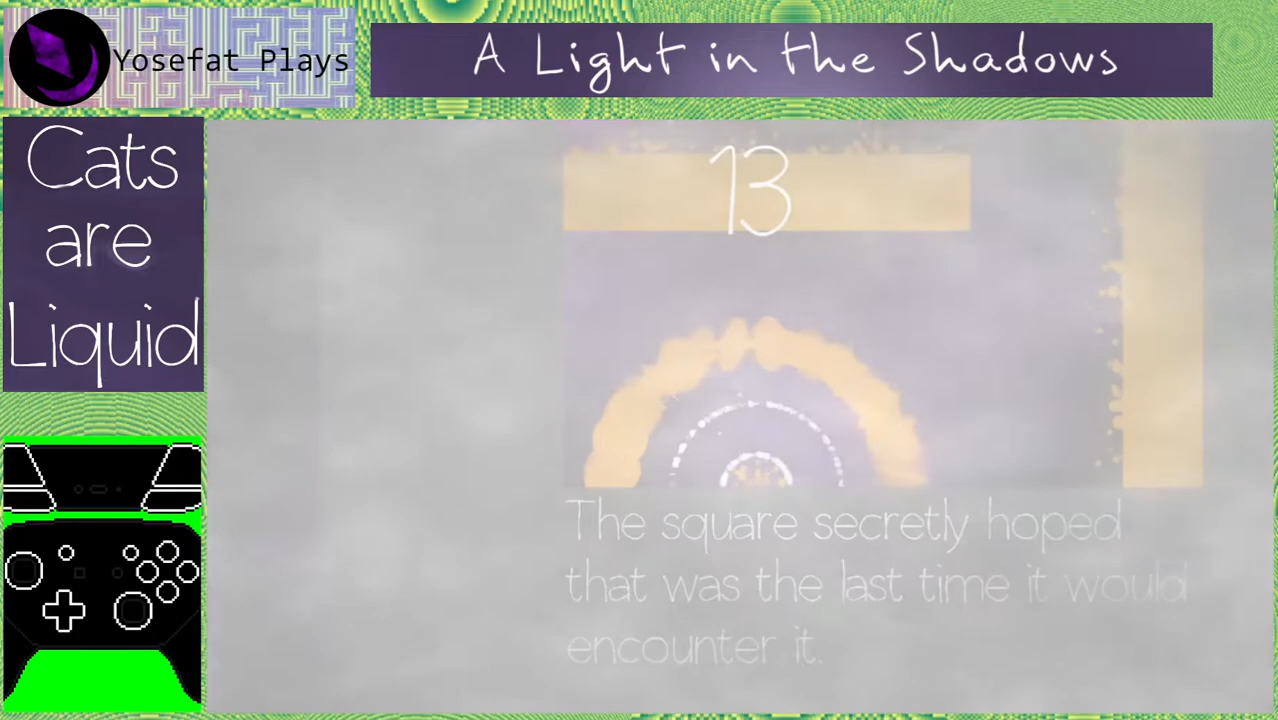 Yosefat Plays
A Light in the Shadows
Cats
are
Liquid
13
The square secretly hoped
that was the last time it would
encounter it.